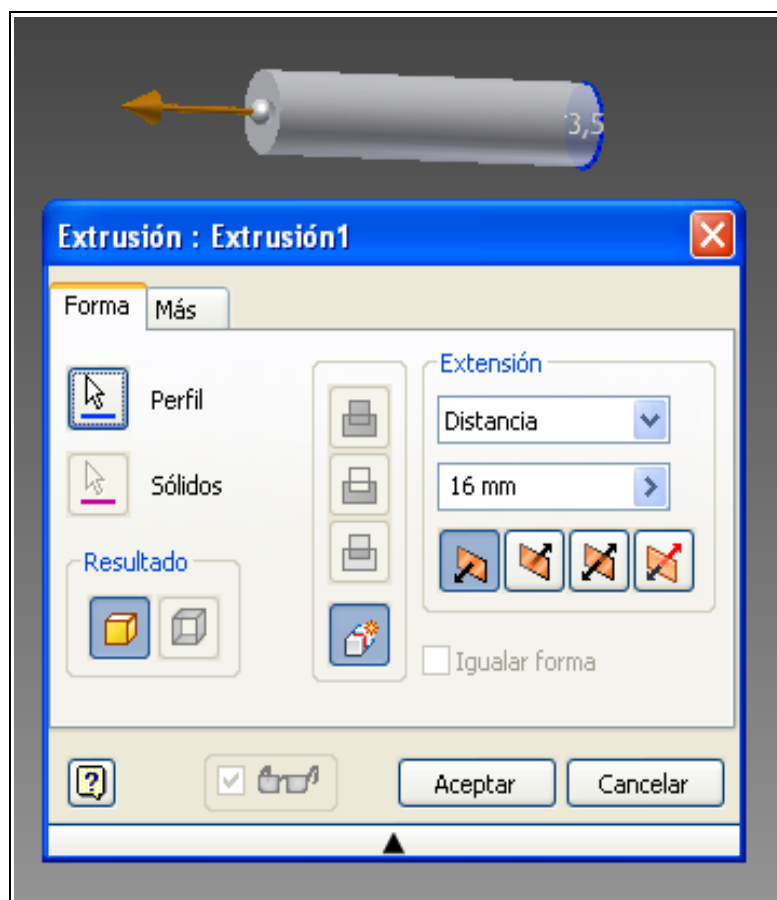 3,5
Extrusión : Extrusión1
Forma
Más
Perfil
Sólidos
Resultado
Extensión
Distancia
16 mm
Igualar forma
Aceptar
Cancelar